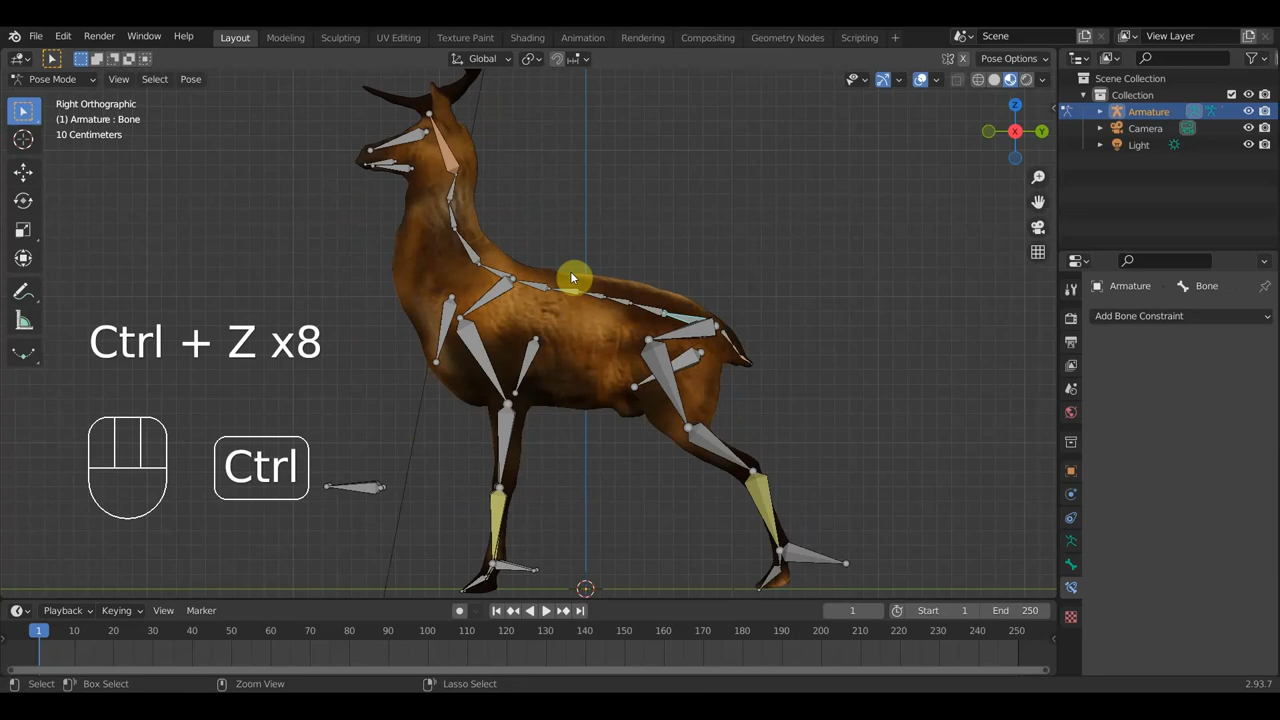 File Edit Render Window Help Layout Modeling Sculpting UV Editing Texture Paint Shading Animation Rendering Compositing Geometry Nodes Scripting + Scene View Layer
Global X Pose Options
Pose Mode View Select Pose
Right Orthographic
(1) Armature : Bone
10 Centimeters
Z
Y
X
Scene Collection
Collection
Armature
Camera
Light
Armature > Bone
Add Bone Constraint
Ctrl + Z x8
Ctrl
Playback Keying View Marker 1 Start 1 End 250
1 10 20 30 40 50 60 70 80 90 100 110 120 130 140 150 160 170 180 190 200 210 220 230 240 250
Select Box Select Zoom View Lasso Select 2.93.7